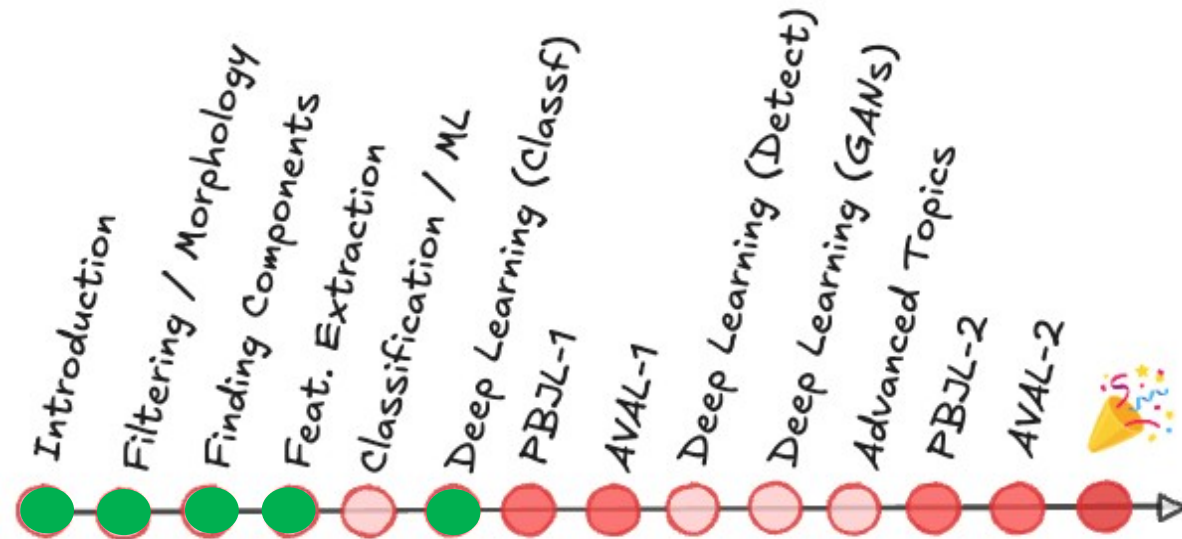 Introduction
Filtering / Morphology
Finding Components
Feat. Extraction
Classification / ML
Deep Learning (Classf)
PBJL-1
AVAL-1
Deep Learning (Detect)
Deep Learning (GANs)
Advanced Topics
PBJL-2
AVAL-2